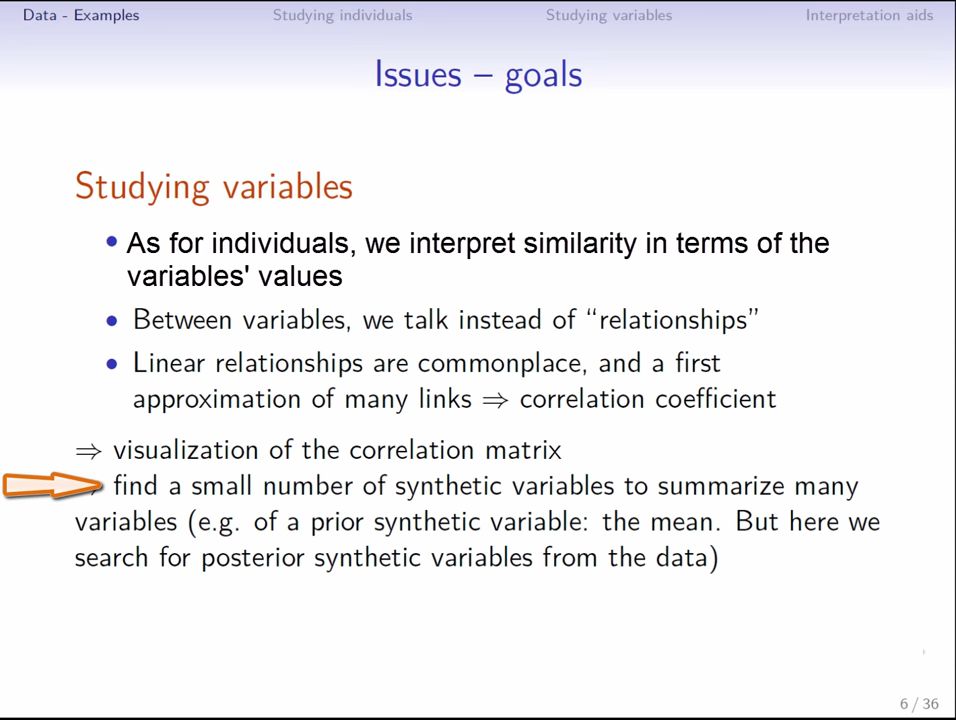 Data - Examples Studying individuals Studying variables Interpretation aids
Issues – goals
Studying variables
• As for individuals, we interpret similarity in terms of the
variables' values
• Between variables, we talk instead of “relationships”
• Linear relationships are commonplace, and a first
approximation of many links ⇒ correlation coefficient
⇒ visualization of the correlation matrix
⇒ find a small number of synthetic variables to summarize many
variables (e.g. of a prior synthetic variable: the mean. But here we
search for posterior synthetic variables from the data)
6 / 36